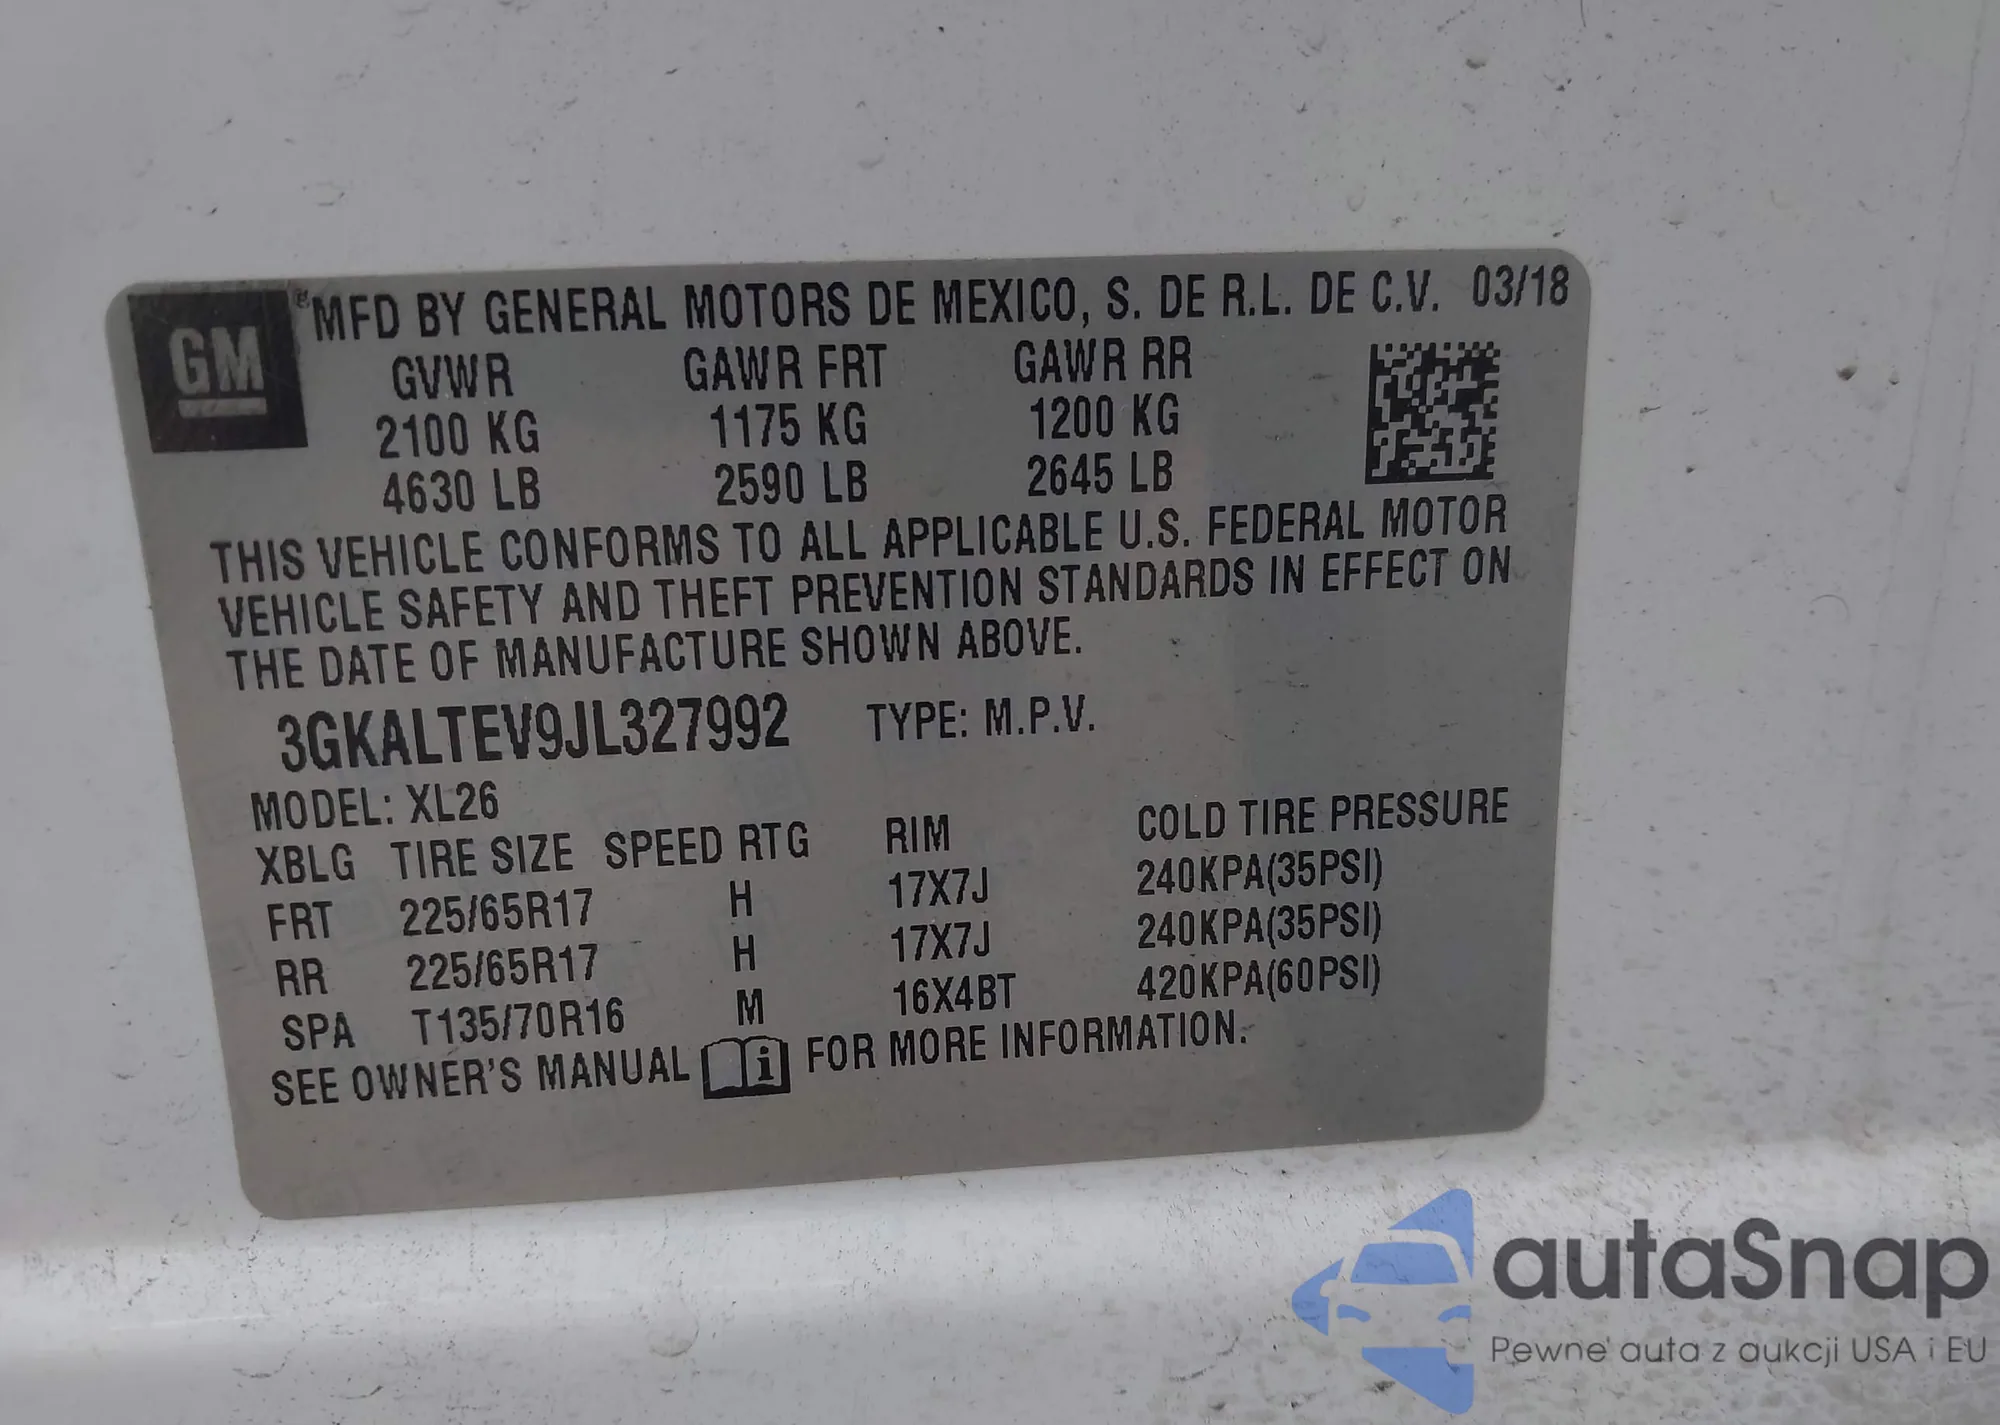 GM
®MFD BY GENERAL MOTORS DE MEXICO, S. DE R.L. DE C.V. 03/18
GVWR GAWR FRT GAWR RR
2100 KG 1175 KG 1200 KG
4630 LB 2590 LB 2645 LB
THIS VEHICLE CONFORMS TO ALL APPLICABLE U.S. FEDERAL MOTOR
VEHICLE SAFETY AND THEFT PREVENTION STANDARDS IN EFFECT ON
THE DATE OF MANUFACTURE SHOWN ABOVE.
3GKALTEV9JL327992 TYPE: M.P.V.
MODEL: XL26
XBLG TIRE SIZE SPEED RTG RIM COLD TIRE PRESSURE
FRT 225/65R17 H 17X7J 240KPA(35PSI)
RR 225/65R17 H 17X7J 240KPA(35PSI)
SPA T135/70R16 M 16X4BT 420KPA(60PSI)
SEE OWNER'S MANUAL i FOR MORE INFORMATION.
autaSnap
Pewne auta z aukcji USA i EU